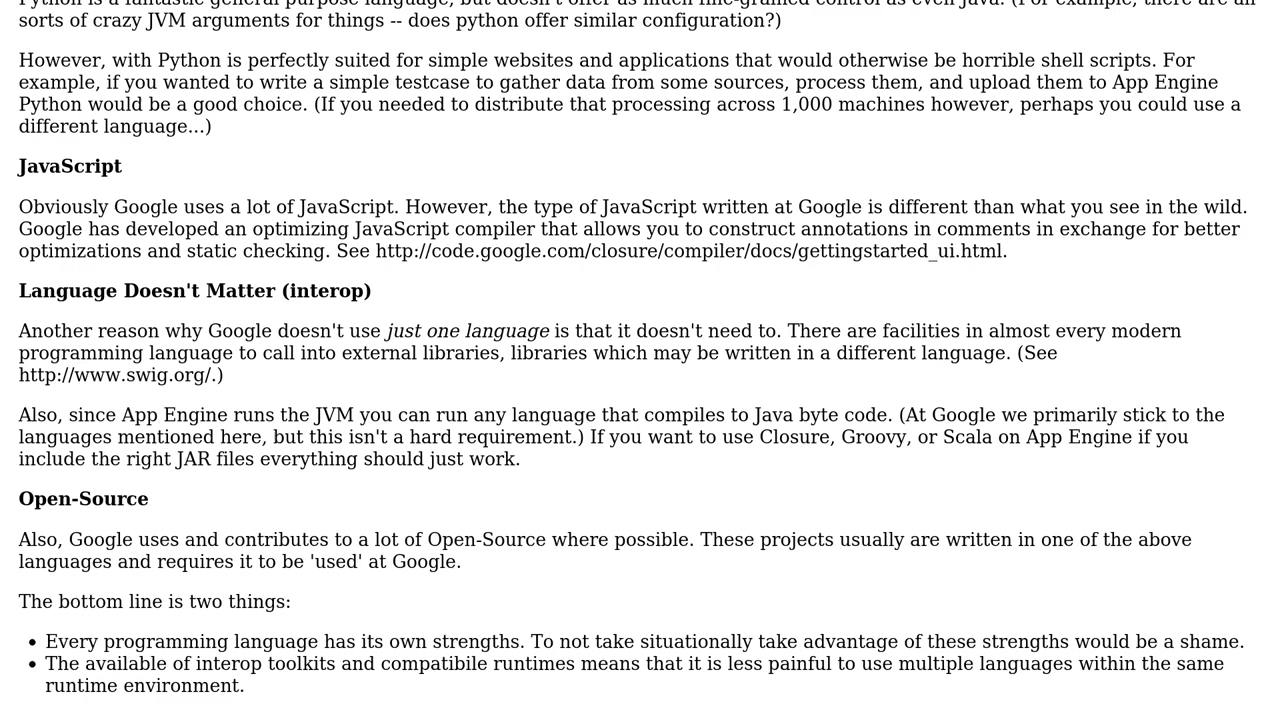 Python is a fantastic general purpose language, but doesn't offer as much fine-grained control as even Java. (For example, there are all
sorts of crazy JVM arguments for things -- does python offer similar configuration?)
However, with Python is perfectly suited for simple websites and applications that would otherwise be horrible shell scripts. For
example, if you wanted to write a simple testcase to gather data from some sources, process them, and upload them to App Engine
Python would be a good choice. (If you needed to distribute that processing across 1,000 machines however, perhaps you could use a
different language...)
JavaScript
Obviously Google uses a lot of JavaScript. However, the type of JavaScript written at Google is different than what you see in the wild.
Google has developed an optimizing JavaScript compiler that allows you to construct annotations in comments in exchange for better
optimizations and static checking. See http://code.google.com/closure/compiler/docs/gettingstarted_ui.html.
Language Doesn't Matter (interop)
Another reason why Google doesn't use just one language is that it doesn't need to. There are facilities in almost every modern
programming language to call into external libraries, libraries which may be written in a different language. (See
http://www.swig.org/.)
Also, since App Engine runs the JVM you can run any language that compiles to Java byte code. (At Google we primarily stick to the
languages mentioned here, but this isn't a hard requirement.) If you want to use Closure, Groovy, or Scala on App Engine if you
include the right JAR files everything should just work.
Open-Source
Also, Google uses and contributes to a lot of Open-Source where possible. These projects usually are written in one of the above
languages and requires it to be 'used' at Google.
The bottom line is two things:
• Every programming language has its own strengths. To not take situationally take advantage of these strengths would be a shame.
• The available of interop toolkits and compatibile runtimes means that it is less painful to use multiple languages within the same
runtime environment.